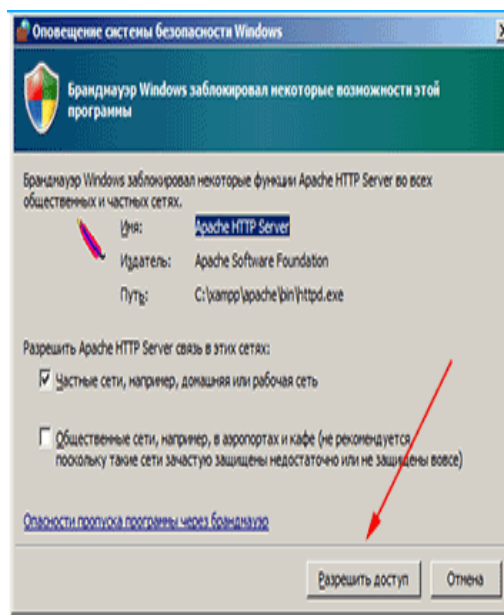 Оповещение системы безопасности Windows
Брандмауэр Windows заблокировал некоторые возможности этой
программы
Брандмауэр Windows заблокировал некоторые функции Apache HTTP Server во всех
общественных и частных сетях.
Имя: Apache HTTP Server
Издатель: Apache Software Foundation
Путь: C:\xampp\apache\bin\httpd.exe
Разрешить Apache HTTP Server связь в этих сетях:
Частные сети, например, домашняя или рабочая сеть
Общественные сети, например, в аэропортах и кафе (не рекомендуется,
поскольку такие сети зачастую защищены недостаточно или не защищены вовсе)
Опасности пропуска программы через брандмауэр
Разрешить доступ Отмена